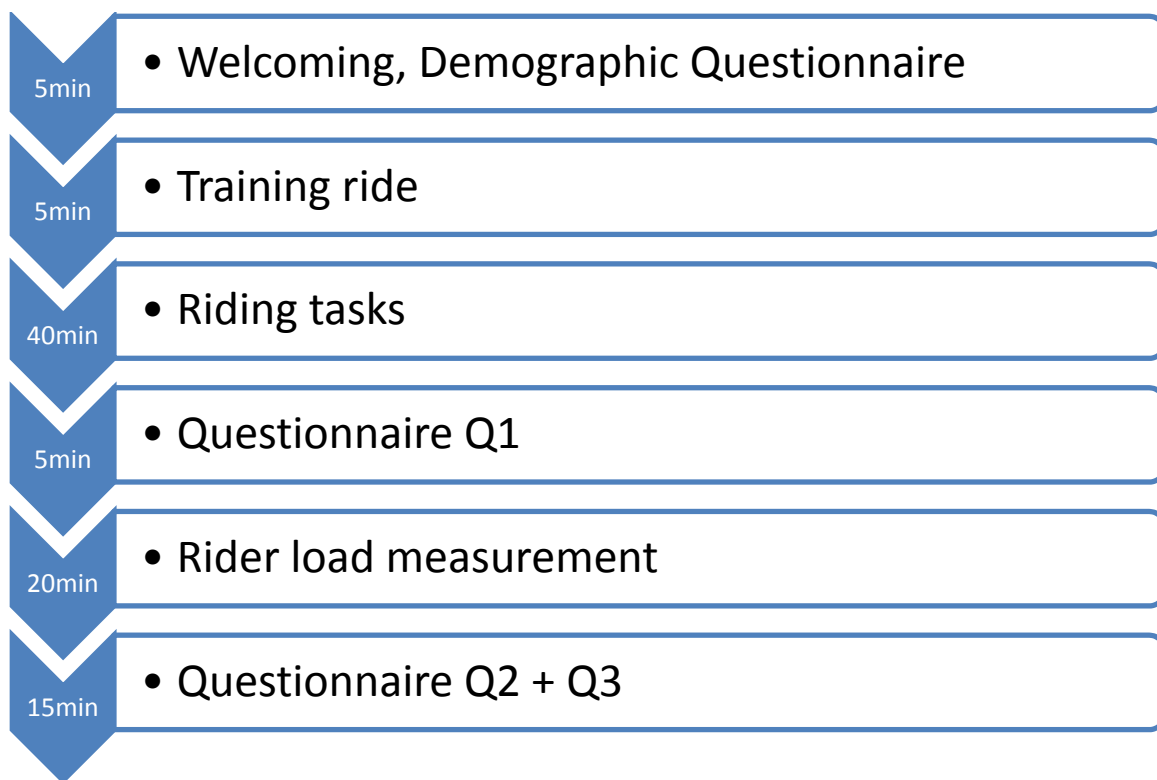 5min
• Welcoming, Demographic Questionnaire
5min
• Training ride
40min
• Riding tasks
5min
• Questionnaire Q1
20min
• Rider load measurement
15min
• Questionnaire Q2 + Q3